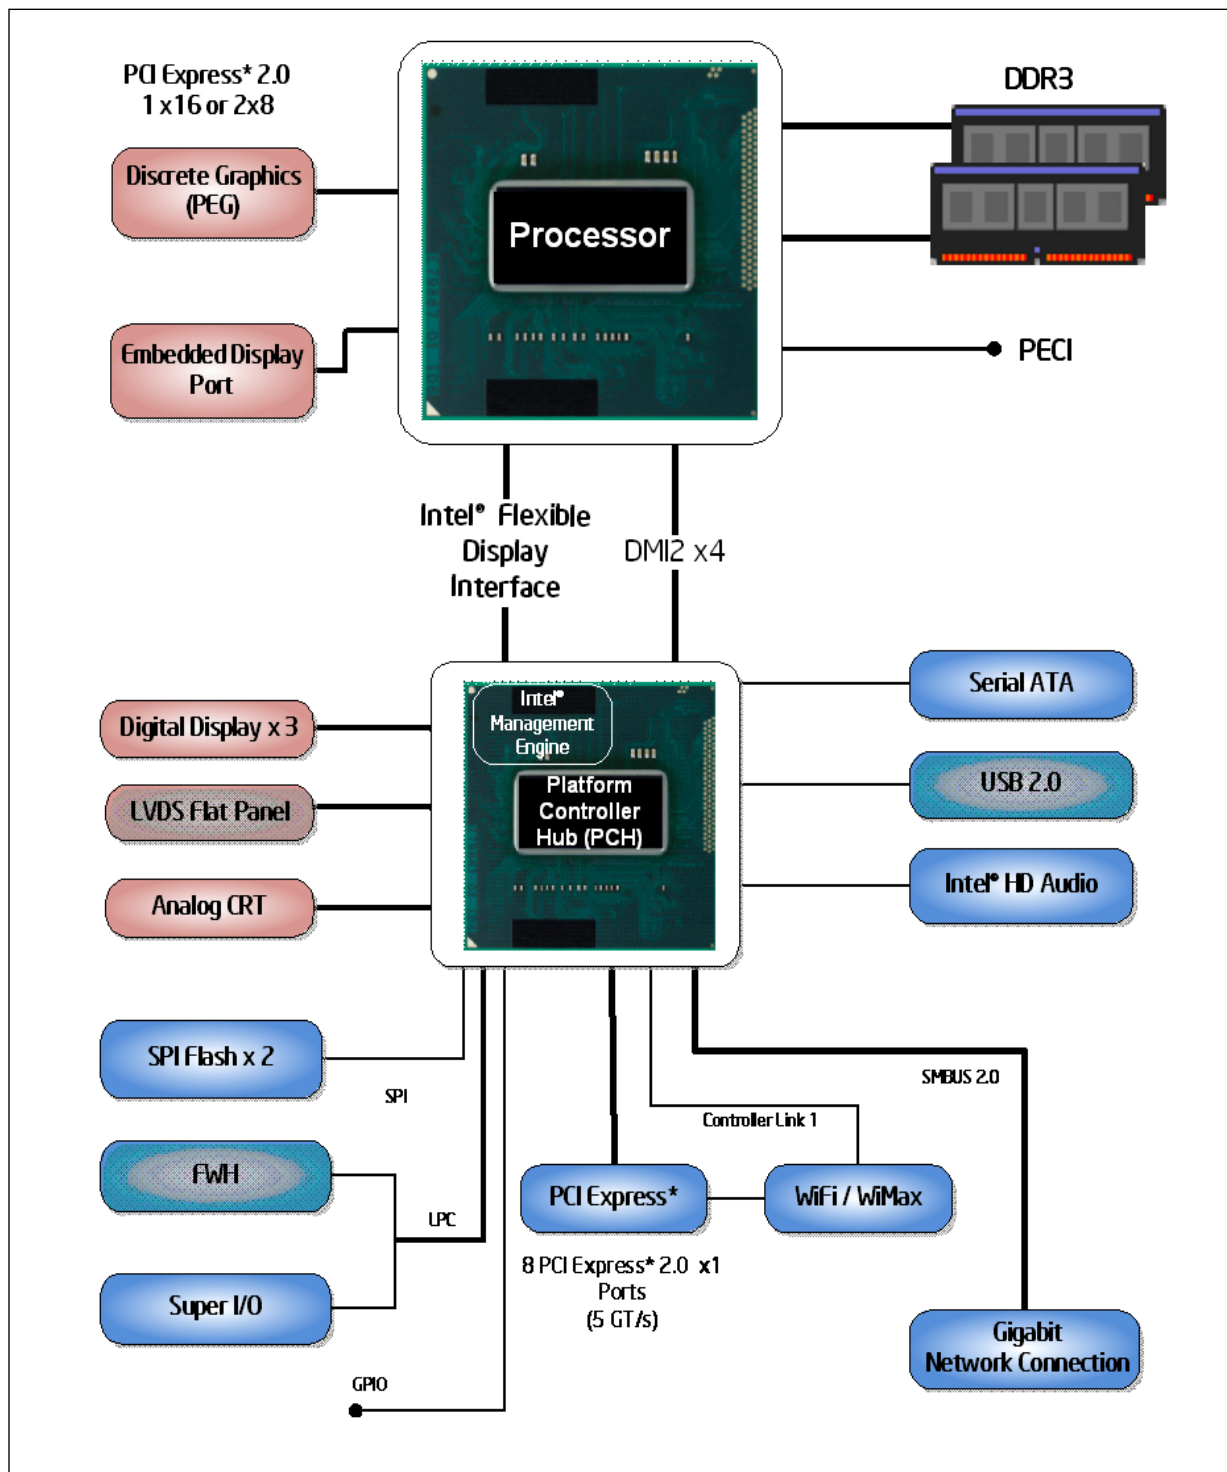 PCI Express* 2.0
1 x16 or 2x8
DDR3
Discrete Graphics
(PEG)
Processor
Embedded Display
Port
PECI
Intel® Flexible
Display
Interface
DMI2 x4
Intel®
Management
Engine
Platform
Controller
Hub (PCH)
Digital Display x 3
LVDS Flat Panel
Analog CRT
Serial ATA
USB 2.0
Intel® HD Audio
SPI Flash x 2
SPI
FWH
LPC
Super I/O
GPIO
SMBUS 2.0
Controller Link 1
PCI Express*
WiFi / WiMax
8 PCI Express* 2.0 x1
Ports
(5 GT/s)
Gigabit
Network Connection